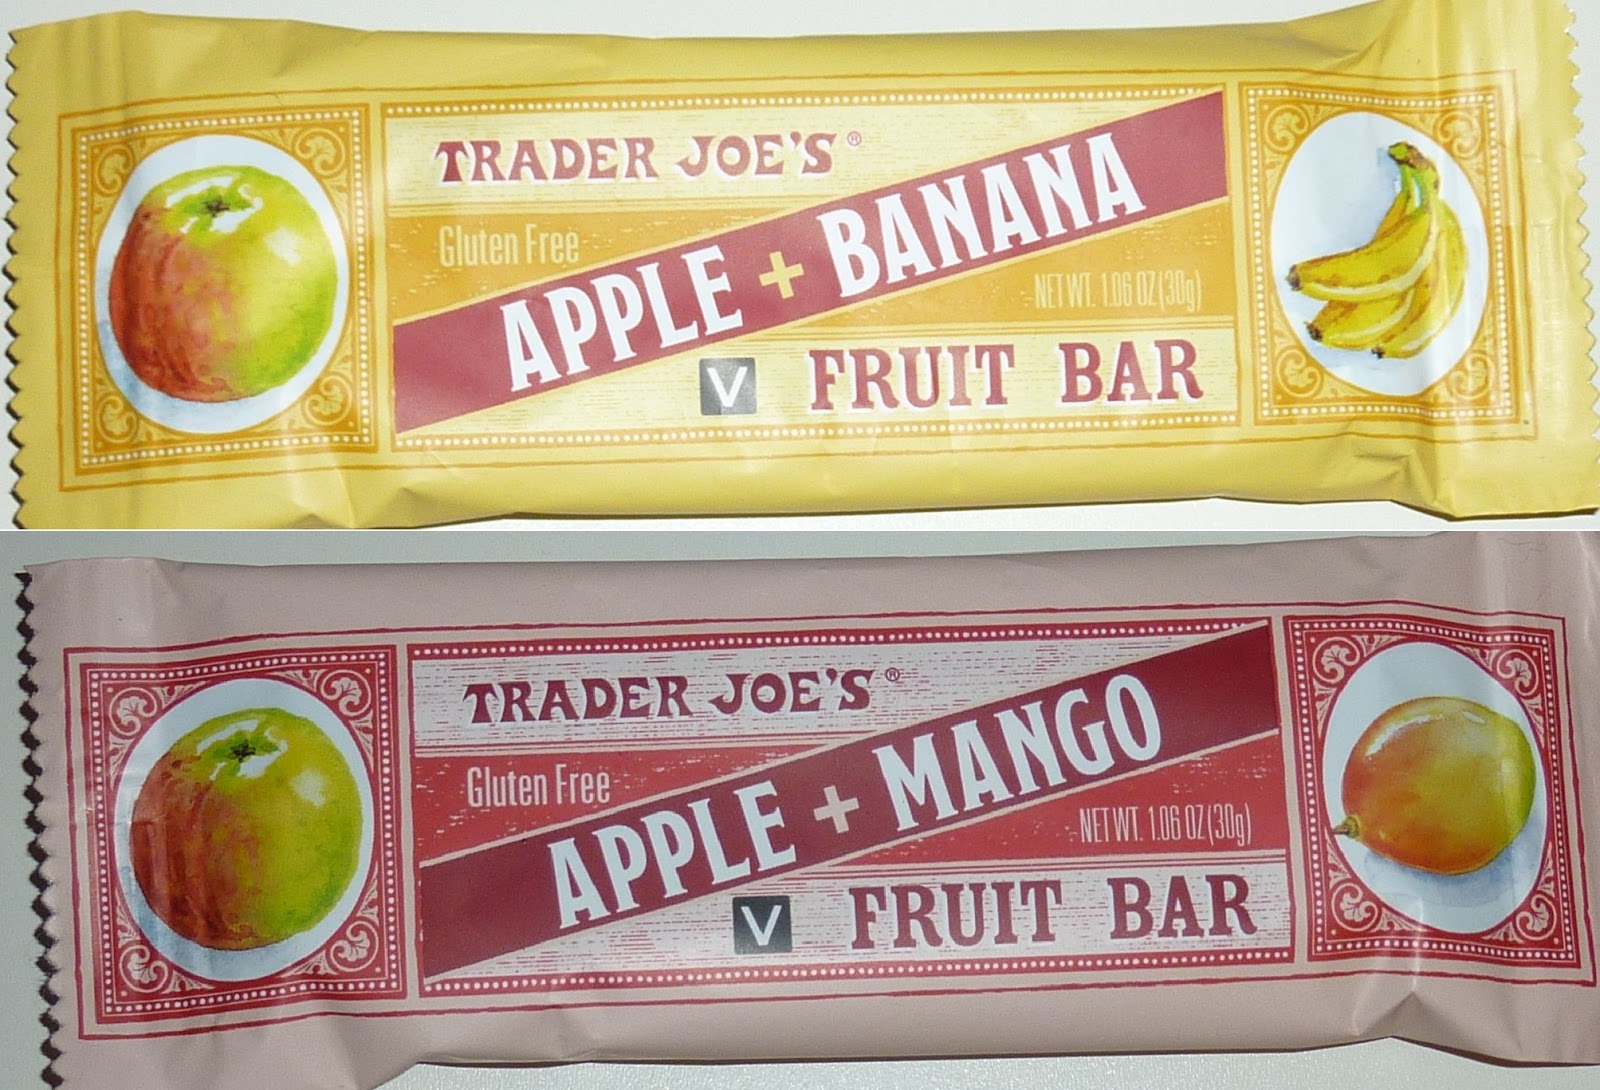 TRADER JOE'S®
Gluten Free
APPLE + BANANA
NET WT. 1.06 OZ (30g)
V FRUIT BAR
TRADER JOE'S®
Gluten Free
APPLE + MANGO
NET WT. 1.06 OZ (30g)
V FRUIT BAR